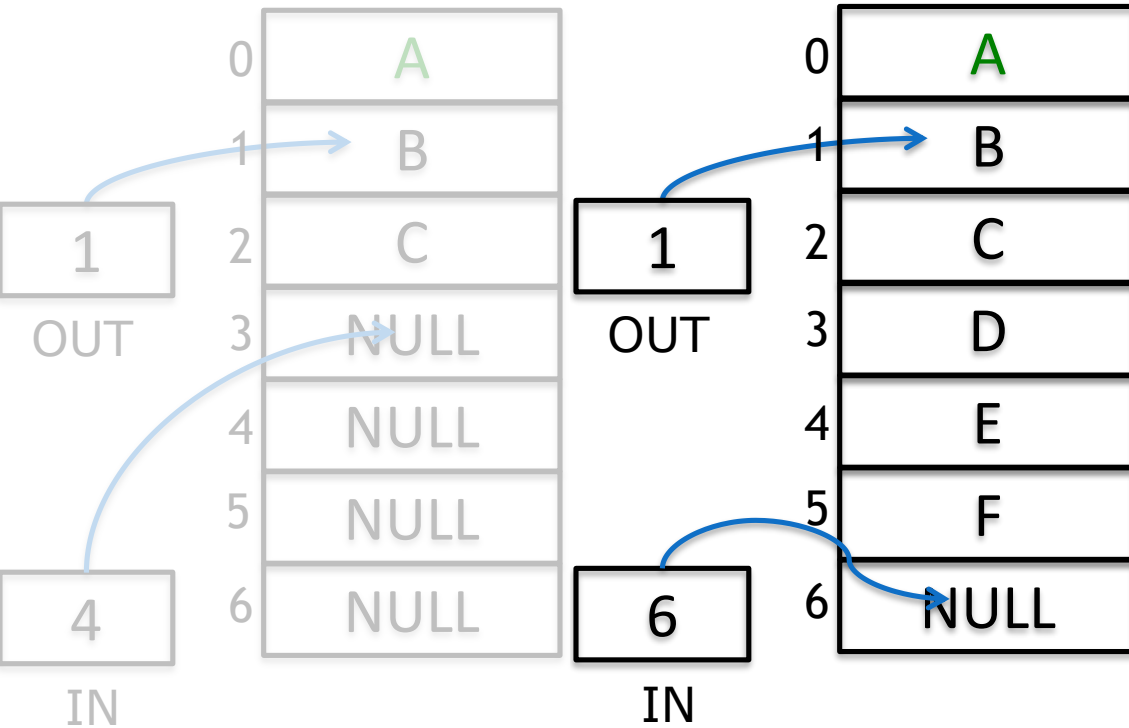 0 A
1 B
1
OUT
2 C
3 NULL
4 NULL
5 NULL
4
IN
6 NULL
0 A
1 B
1
OUT
2 C
3 D
4 E
5 F
6
IN
6 NULL